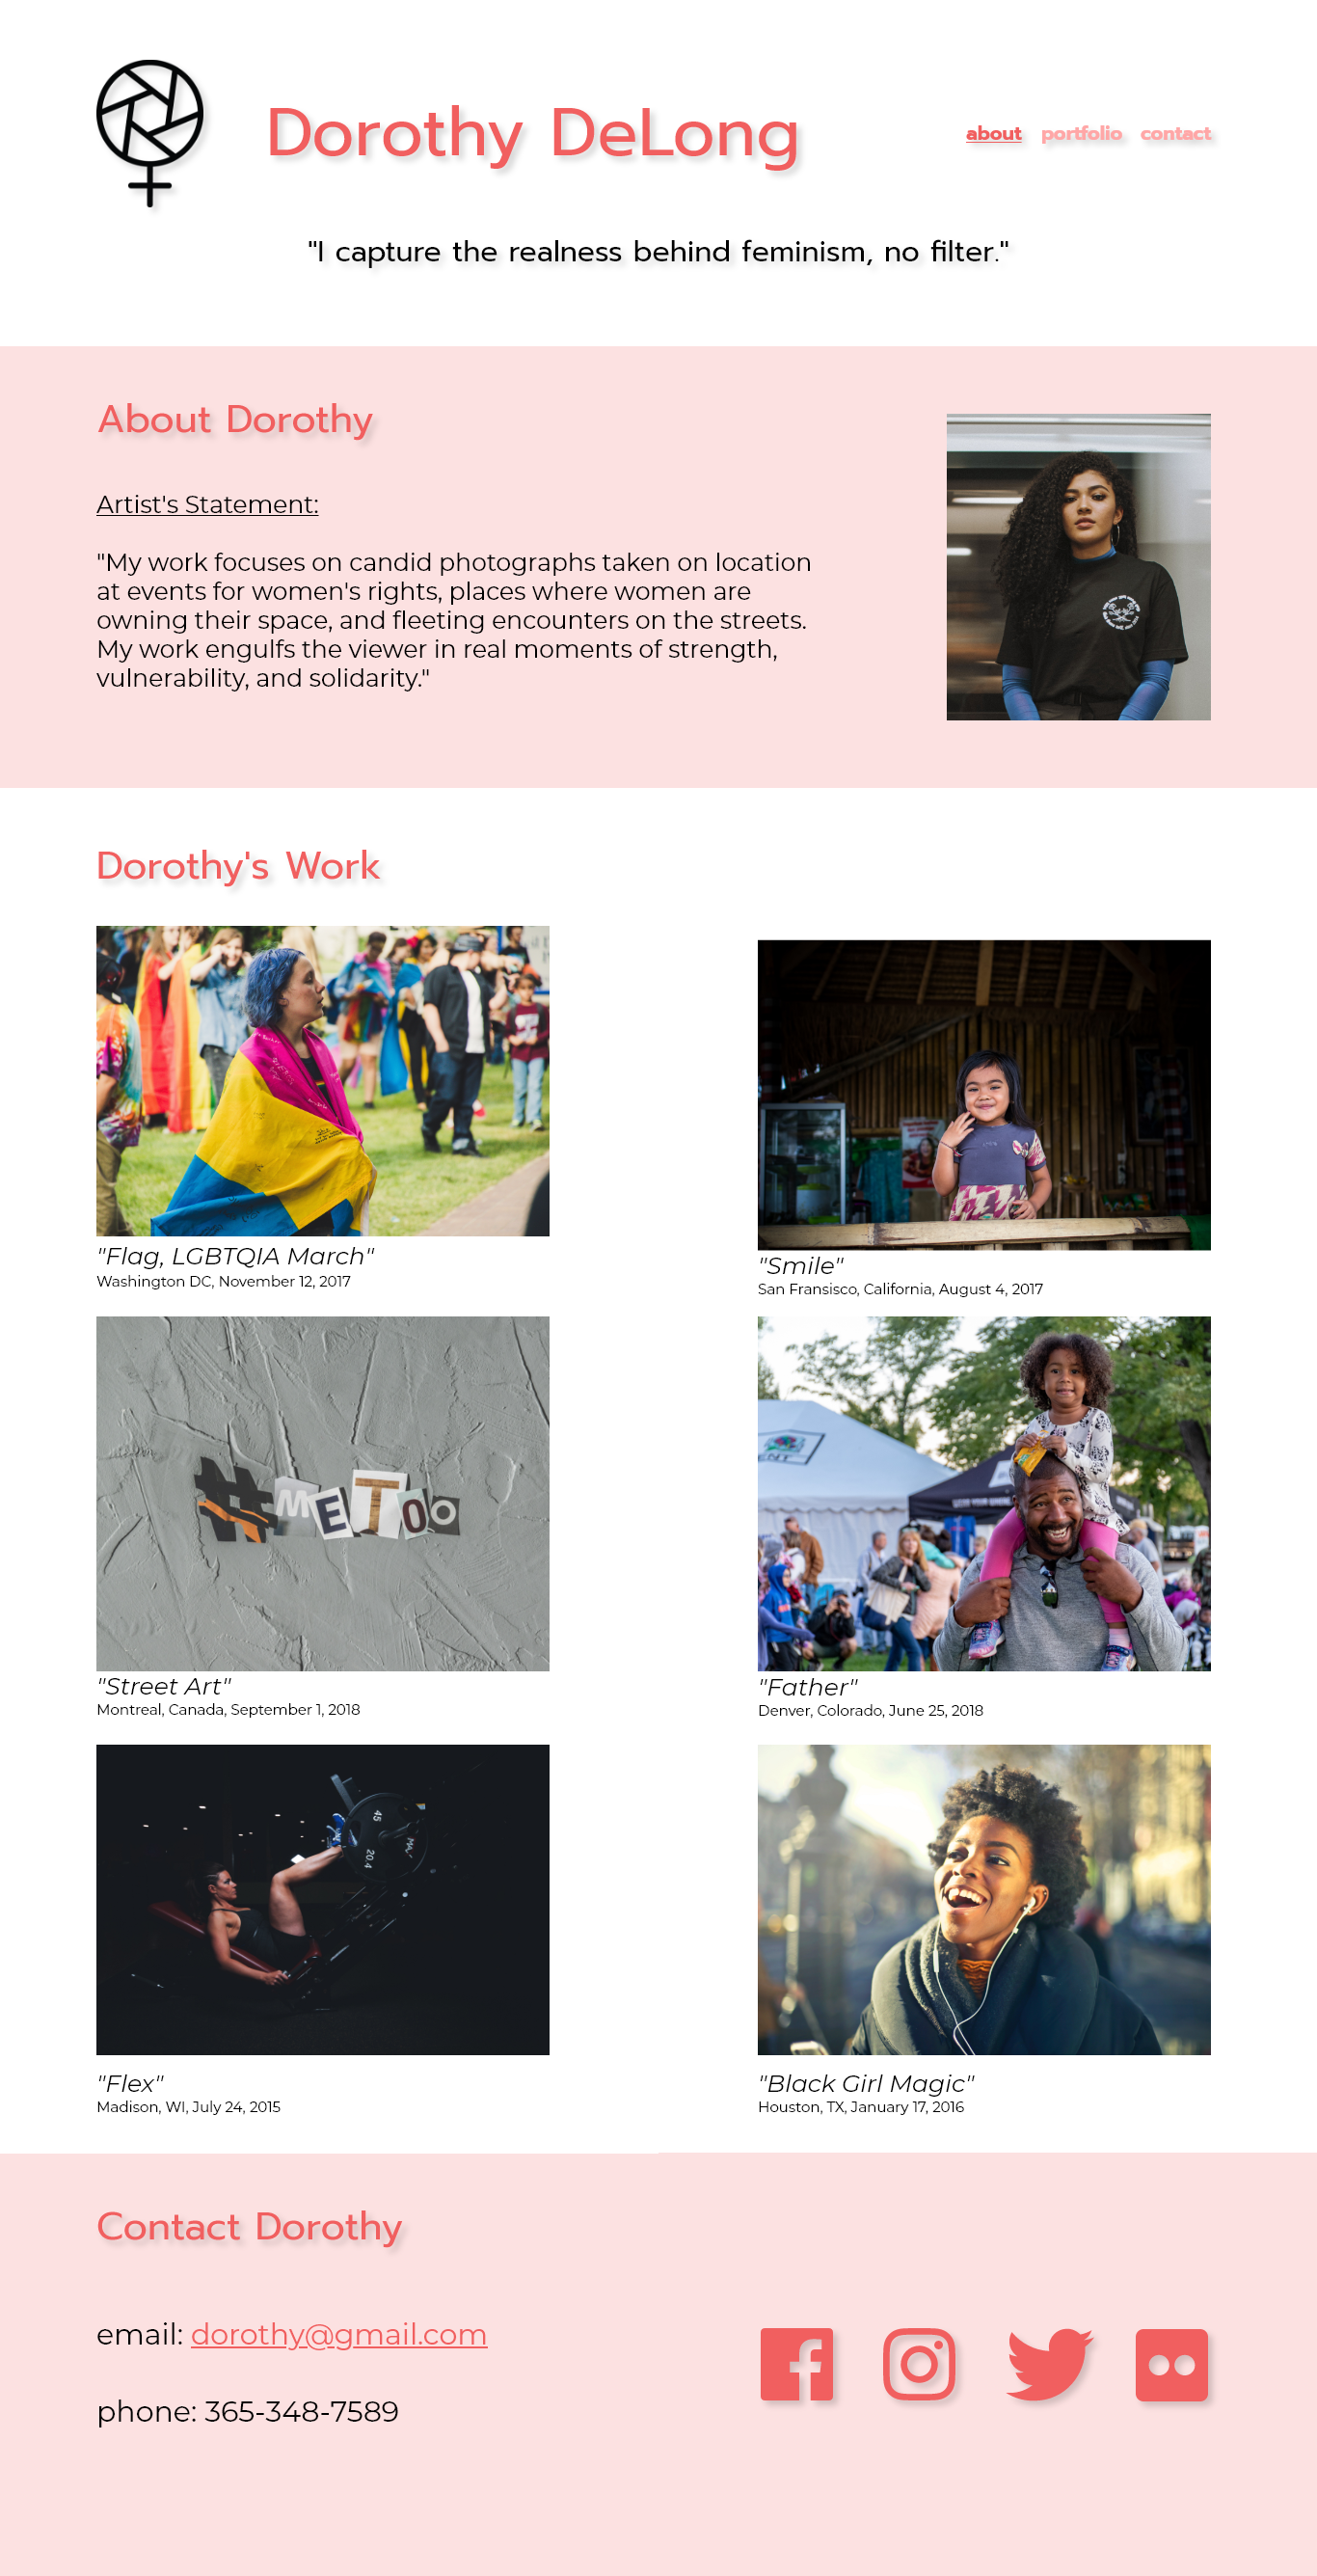 Dorothy DeLong
about portfolio contact
"I capture the realness behind feminism, no filter."
About Dorothy
Artist's Statement:
"My work focuses on candid photographs taken on location
at events for women's rights, places where women are
owning their space, and fleeting encounters on the streets.
My work engulfs the viewer in real moments of strength,
vulnerability, and solidarity."
Dorothy's Work
"Flag, LGBTQIA March"
Washington DC, November 12, 2017
"Smile"
San Fransisco, California, August 4, 2017
#METOO
"Street Art"
Montreal, Canada, September 1, 2018
"Father"
Denver, Colorado, June 25, 2018
45
20.4
"Flex"
Madison, WI, July 24, 2015
"Black Girl Magic"
Houston, TX, January 17, 2016
Contact Dorothy
email: dorothy@gmail.com
phone: 365-348-7589